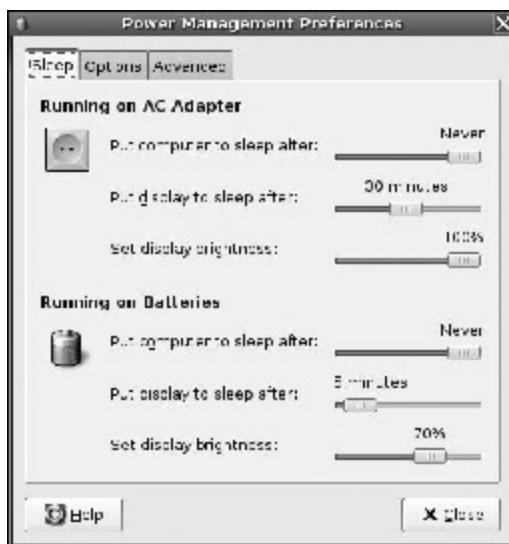 Power Management Preferences
Sleep Options Advanced
Running on AC Adapter
Put computer to sleep after: Never
Put display to sleep after: 30 minutes
Set display brightness: 100%
Running on Batteries
Put computer to sleep after: Never
Put display to sleep after: 5 minutes
Set display brightness: 70%
Help Close